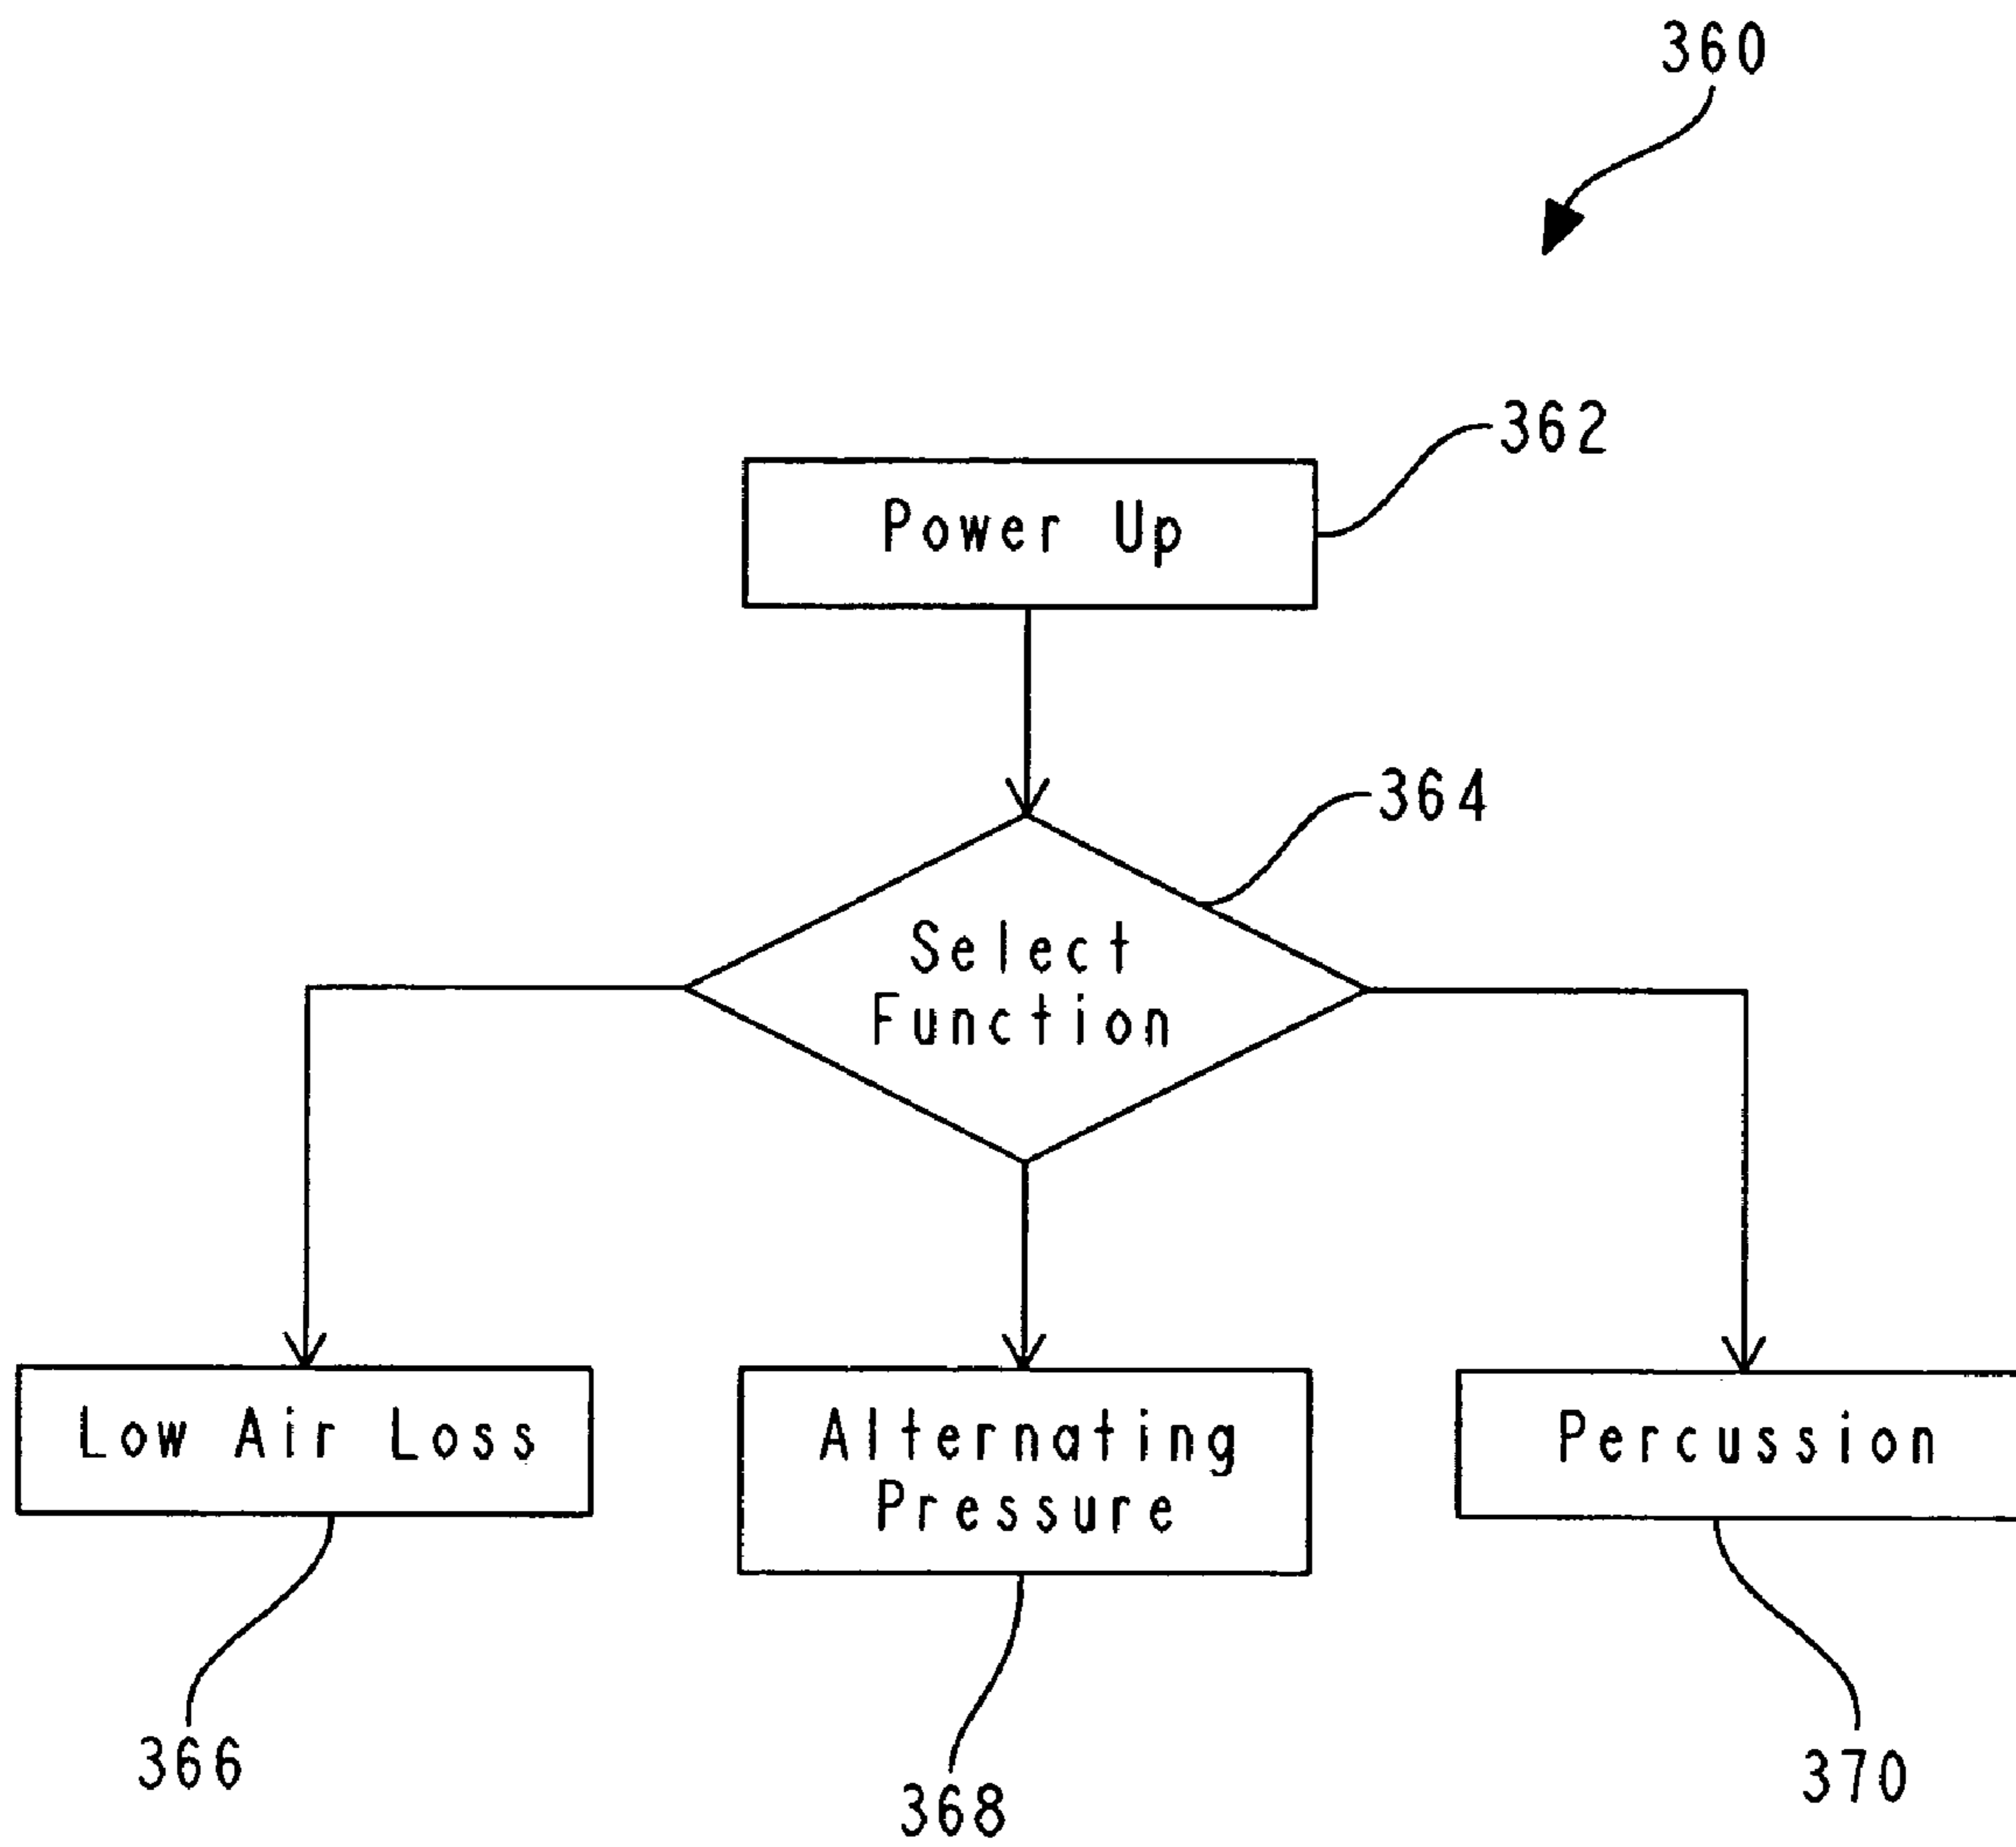 360
362
Power Up
364
Select
Function
Low Air Loss
Alternating
Pressure
Percussion
366
368
370